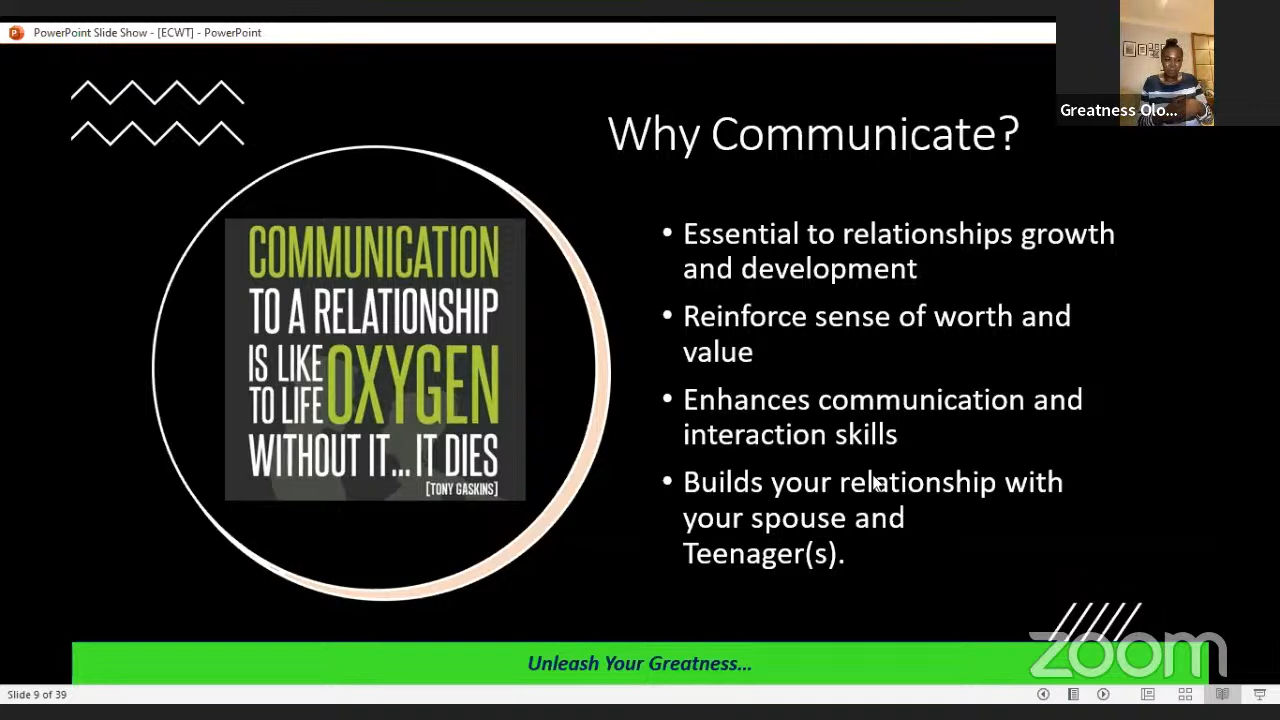 PowerPoint Slide Show - [ECWT] - PowerPoint
Greatness Olo...
Why Communicate?
COMMUNICATION
TO A RELATIONSHIP
IS LIKE
TO LIFE
OXYGEN
WITHOUT IT...IT DIES
[TONY GASKINS]
• Essential to relationships growth
and development
• Reinforce sense of worth and
value
• Enhances communication and
interaction skills
• Builds your relationship with
your spouse and
Teenager(s).
Unleash Your Greatness...
zoom
Slide 9 of 39